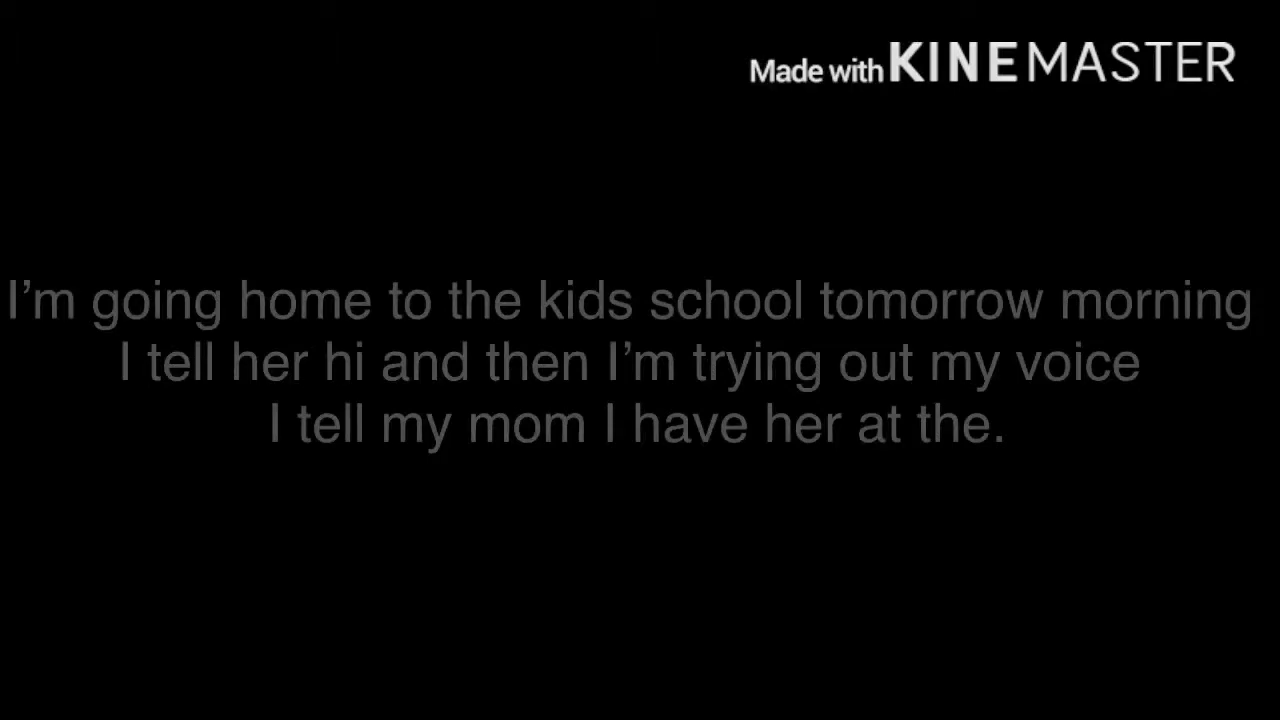 Made with KINEMASTER
I’m going home to the kids school tomorrow morning
I tell her hi and then I’m trying out my voice
I tell my mom I have her at the.